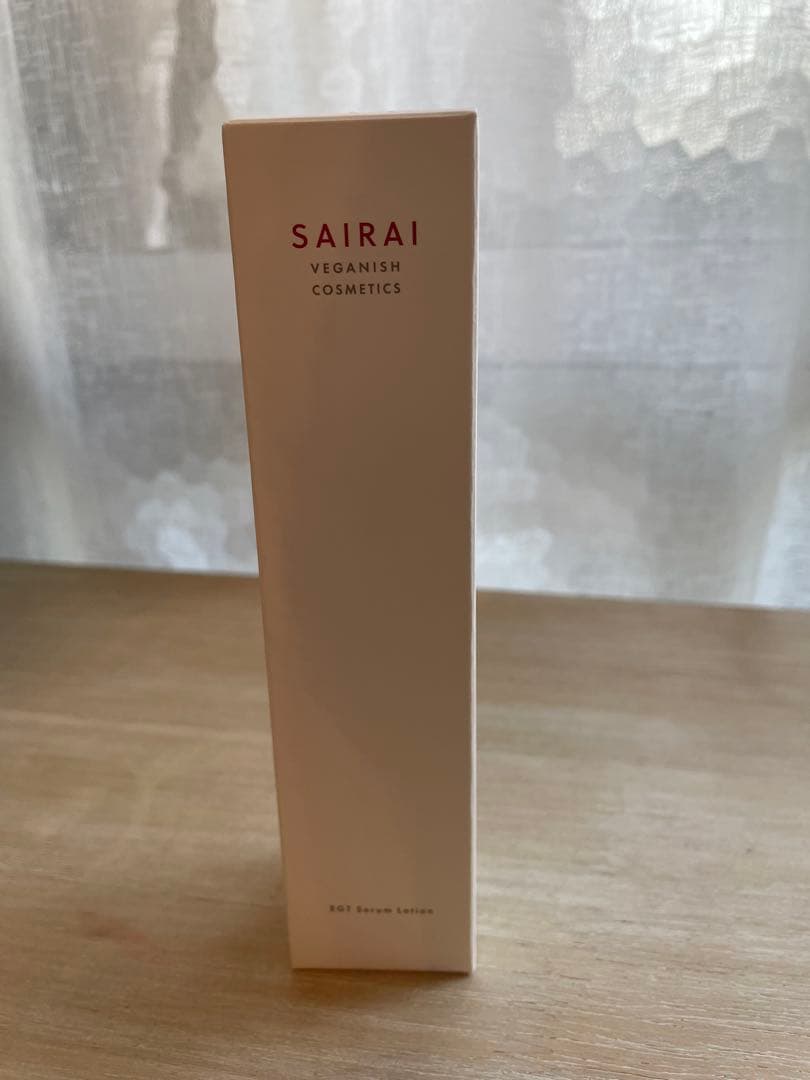 SAIRAI
VEGANISH
COSMETICS
EGT Serum Lotion